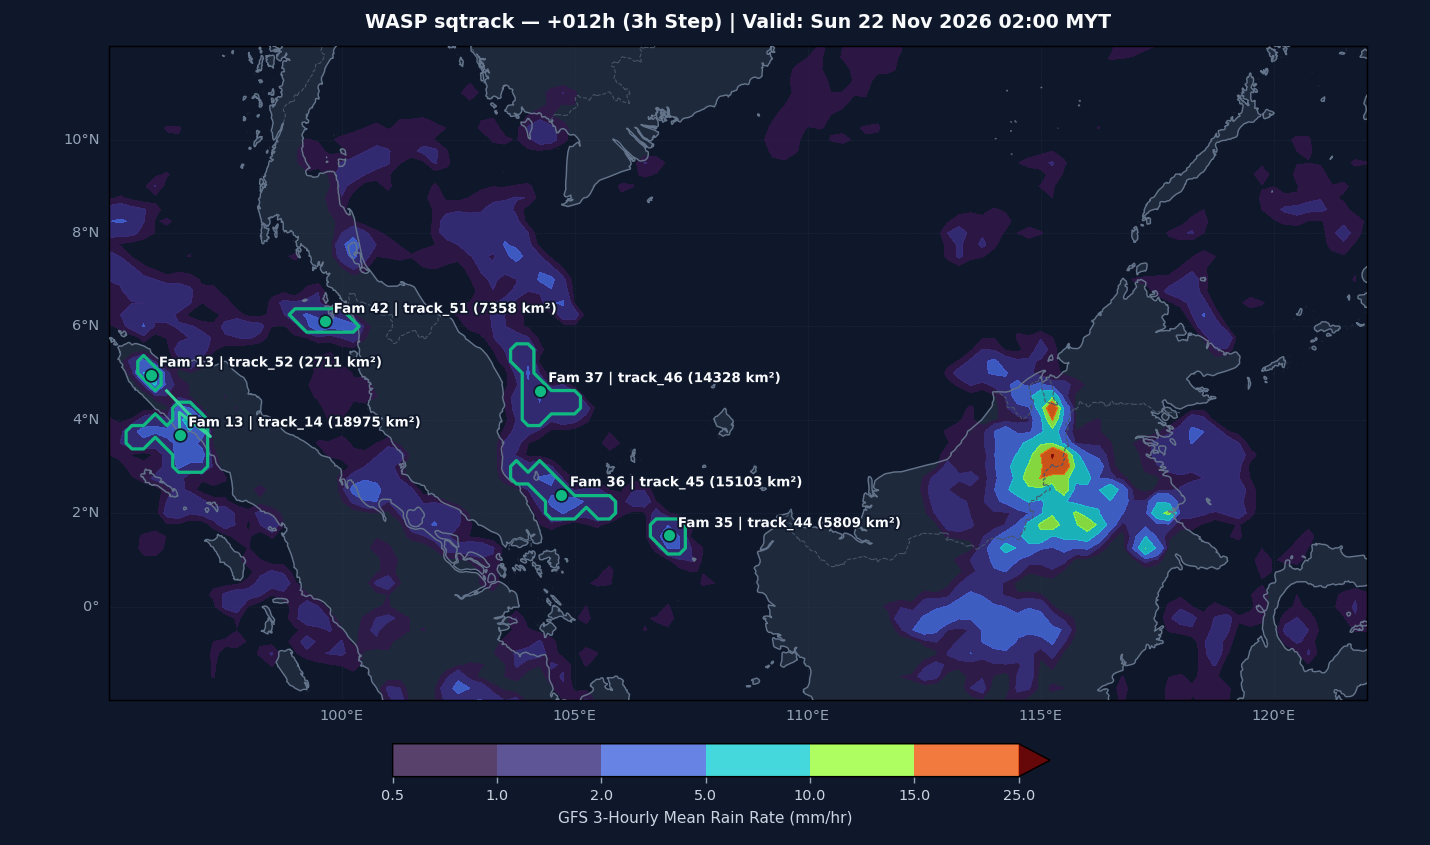 WASP sqtrack — +012h (3h Step) | Valid: Sun 22 Nov 2026 02:00 MYT
10°N
8°N
6°N
4°N
2°N
0°
Fam 42 | track_51 (7358 km²)
Fam 13 | track_52 (2711 km²)
Fam 37 | track_46 (14328 km²)
Fam 13 | track_14 (18975 km²)
Fam 36 | track_45 (15103 km²)
Fam 35 | track_44 (5809 km²)
100°E 105°E 110°E 115°E 120°E
0.5 1.0 2.0 5.0 10.0 15.0 25.0
GFS 3-Hourly Mean Rain Rate (mm/hr)